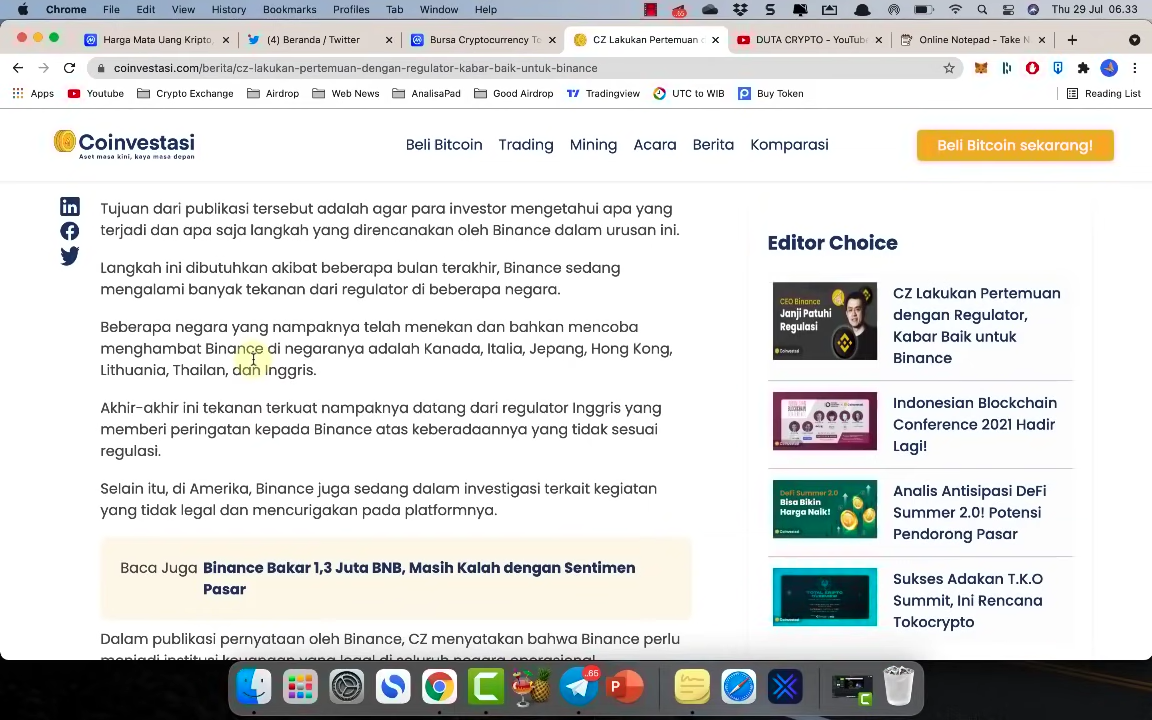 Chrome File Edit View History Bookmarks Profiles Tab Window Help Thu 29 Jul 06.33
Harga Mata Uang Kripto,
(4) Beranda / Twitter
Bursa Cryptocurrency To
CZ Lakukan Pertemuan
DUTA CRYPTO - YouTube
Online Notepad - Take N
coinvestasi.com/berita/cz-lakukan-pertemuan-dengan-regulator-kabar-baik-untuk-binance
Apps Youtube Crypto Exchange Airdrop Web News AnalisaPad Good Airdrop Tradingview UTC to WIB Buy Token Reading List
Coinvestasi
Aset masa kini, kaya masa depan
Beli Bitcoin Trading Mining Acara Berita Komparasi
Beli Bitcoin sekarang!
Tujuan dari publikasi tersebut adalah agar para investor mengetahui apa yang
terjadi dan apa saja langkah yang direncanakan oleh Binance dalam urusan ini.
Langkah ini dibutuhkan akibat beberapa bulan terakhir, Binance sedang
mengalami banyak tekanan dari regulator di beberapa negara.
Beberapa negara yang nampaknya telah menekan dan bahkan mencoba
menghambat Binance di negaranya adalah Kanada, Italia, Jepang, Hong Kong,
Lithuania, Thailan, dan Inggris.
Akhir-akhir ini tekanan terkuat nampaknya datang dari regulator Inggris yang
memberi peringatan kepada Binance atas keberadaannya yang tidak sesuai
regulasi.
Selain itu, di Amerika, Binance juga sedang dalam investigasi terkait kegiatan
yang tidak legal dan mencurigakan pada platformnya.
Baca Juga Binance Bakar 1,3 Juta BNB, Masih Kalah dengan Sentimen
Pasar
Dalam publikasi pernyataan oleh Binance, CZ menyatakan bahwa Binance perlu
menjadi institusi keuangan yang legal di seluruh negara operasional
Editor Choice
CEO Binance
Janji Patuhi
Regulasi
Coinvestasi
CZ Lakukan Pertemuan
dengan Regulator,
Kabar Baik untuk
Binance
Indonesian Blockchain
Conference 2021 Hadir
Lagi!
DeFi Summer 2.0
Bisa Bikin
Harga Naik!
Analis Antisipasi DeFi
Summer 2.0! Potensi
Pendorong Pasar
Sukses Adakan T.K.O
Summit, Ini Rencana
Tokocrypto